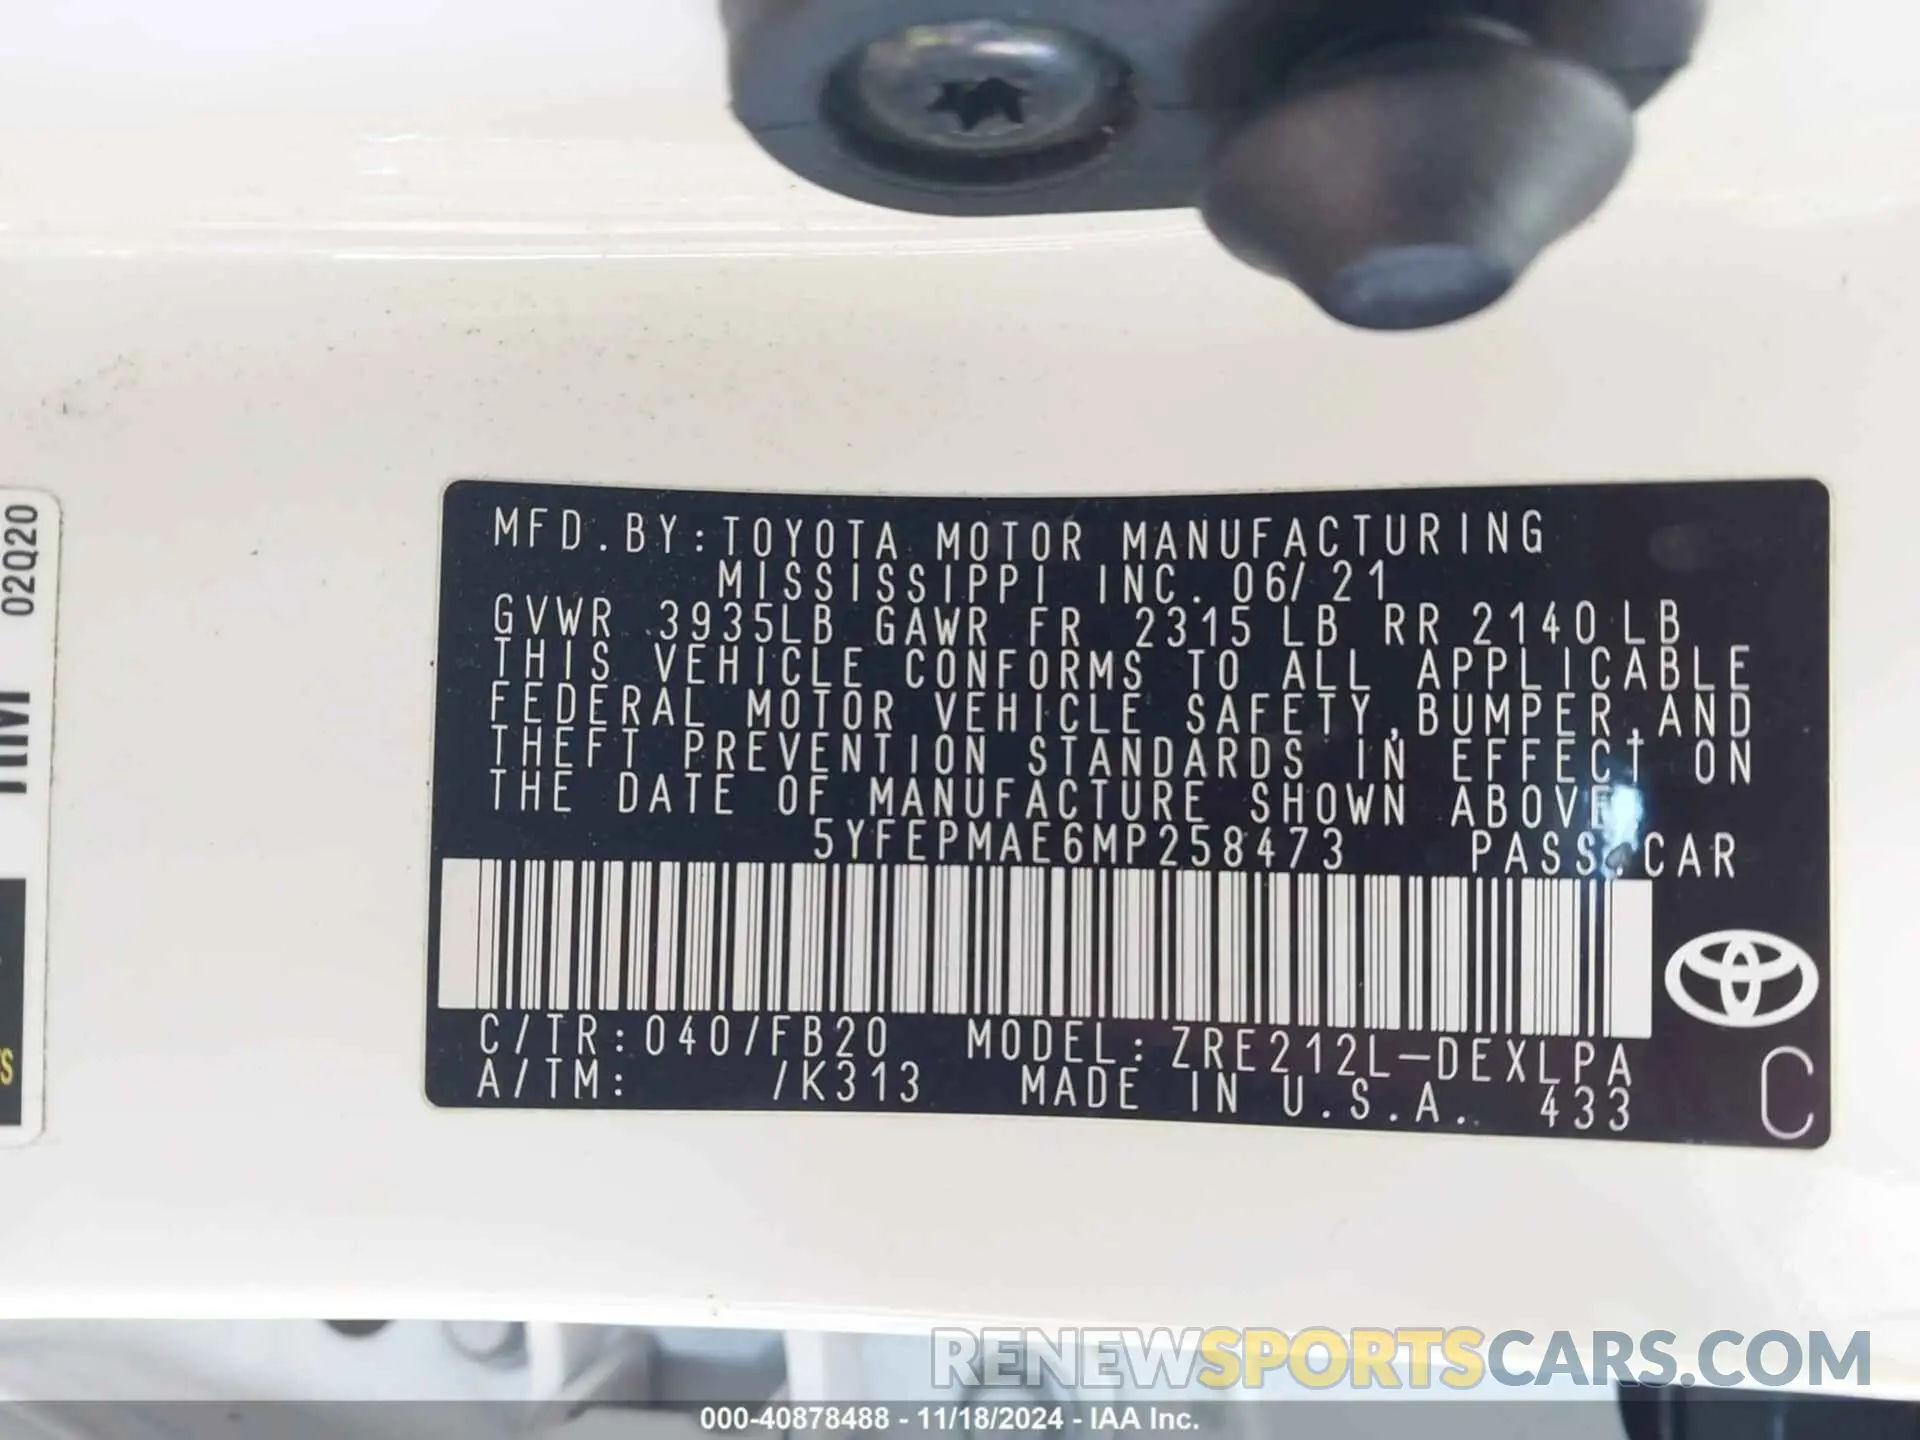 MFD. BY: TOYOTA MOTOR MANUFACTURING
MISSISSIPPI INC. 06/21
GVWR 3935LB GAWR FR 2315 LB RR 2140 LB
THIS VEHICLE CONFORMS TO ALL APPLICABLE
FEDERAL MOTOR VEHICLE SAFETY, BUMPER, AND
THEFT PREVENTION STANDARDS IN EFFECT ON
THE DATE OF MANUFACTURE SHOWN ABOVE.
5YFEPMAE6MP258473 PASS. CAR
C/TR: 040/FB20 MODEL: ZRE212L-DEXLPA
A/TM: /K313 MADE IN U.S.A. 433
C
02Q20
RENEWSPORTSCARS.COM
000-40878488 - 11/18/2024 - IAA Inc.